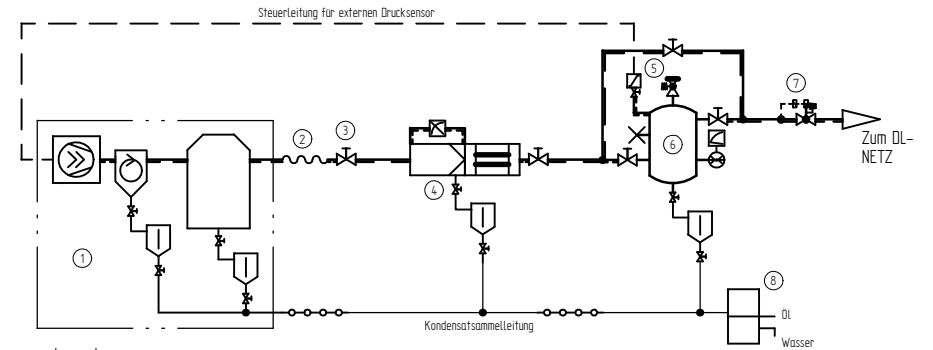 Steuerleitung für externen Drucksensor
5
7
2
3
6
Zum DL-
NETZ
4
1
8
Öl
Kondensatsammelleitung
Wasser